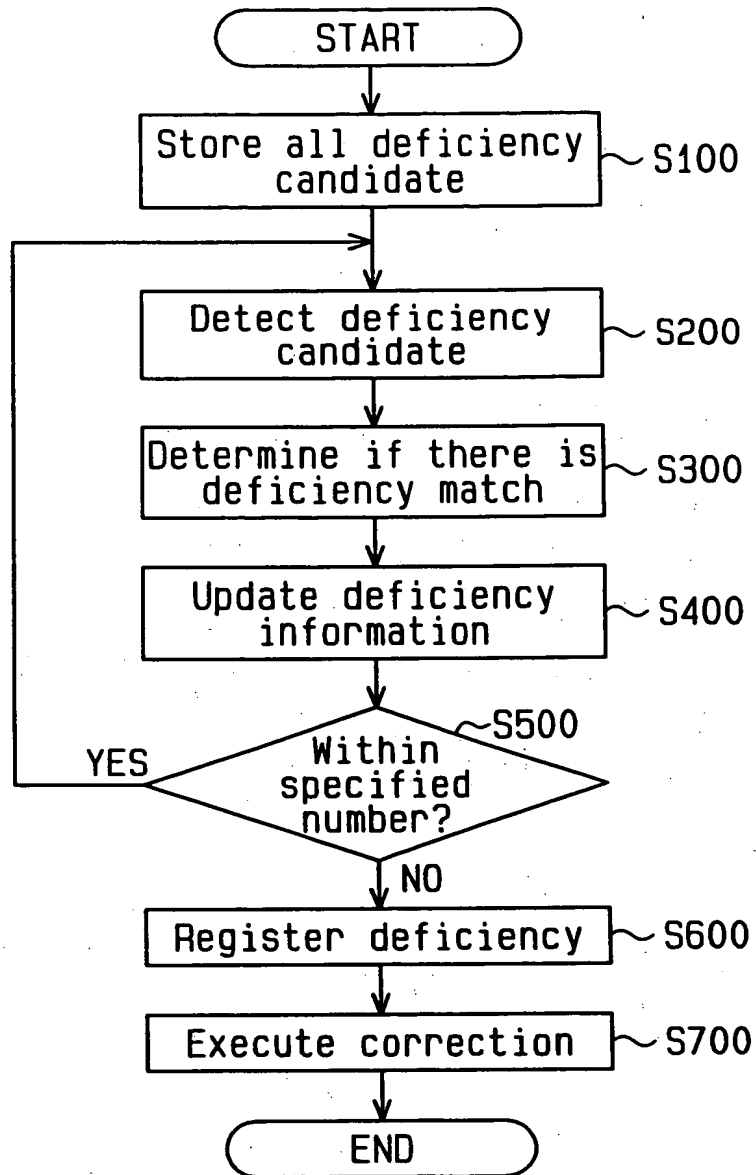 START
Store all deficiency
candidate
S100
Detect deficiency
candidate
S200
Determine if there is
deficiency match
S300
Update deficiency
information
S400
S500
YES
Within
specified
number?
NO
Register deficiency
S600
Execute correction
S700
END